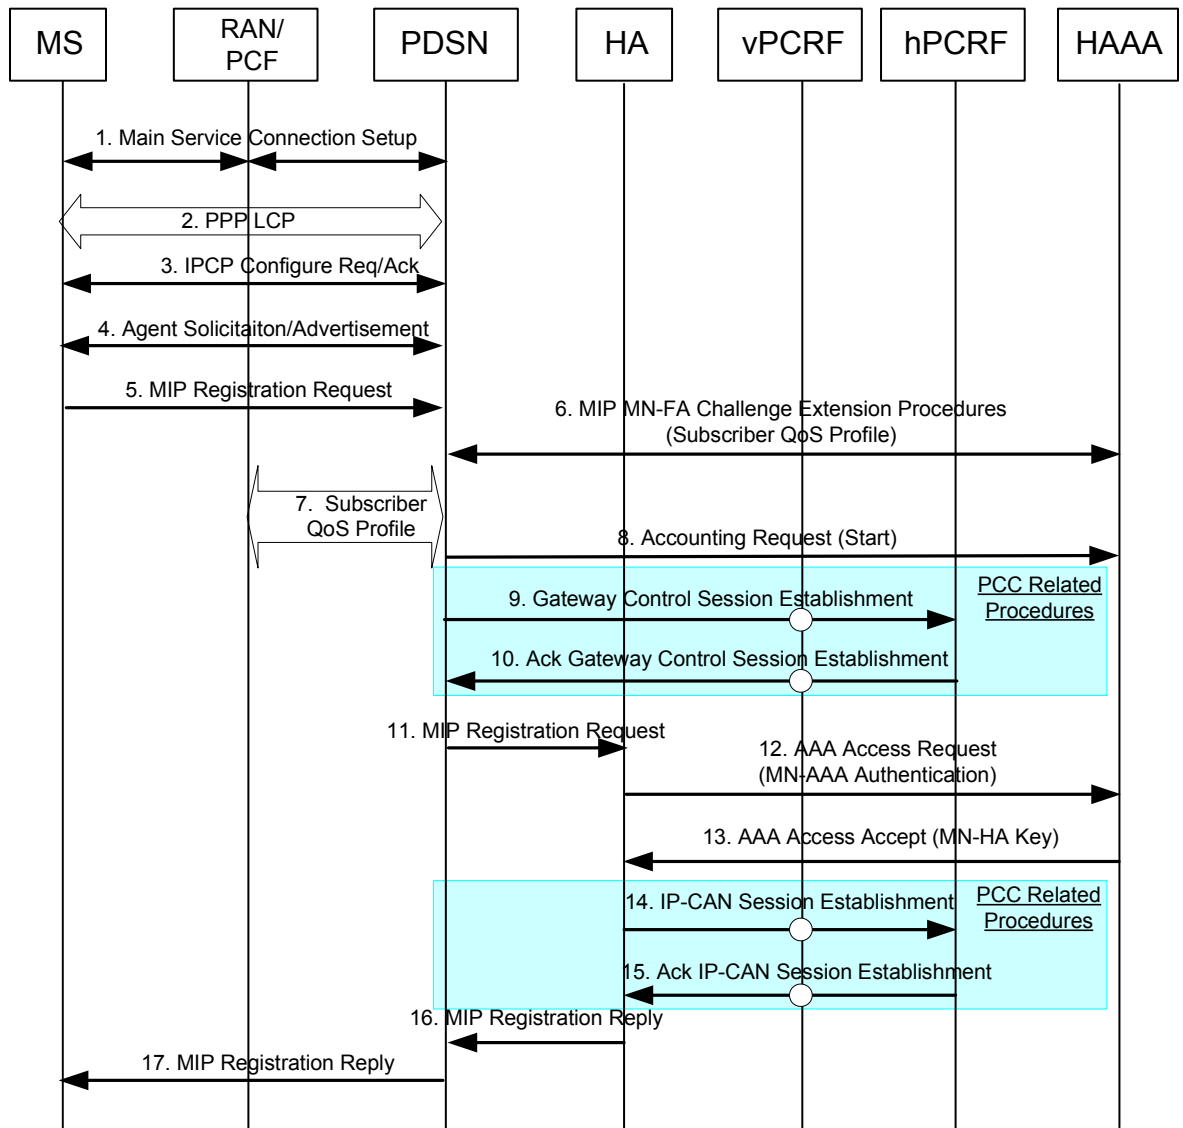 MS
RAN/
PCF
PDSN
HA
vPCRF
hPCRF
HAAA
1. Main Service Connection Setup
2. PPP LCP
3. IPCP Configure Req/Ack
4. Agent Solicitaiton/Advertisement
5. MIP Registration Request
6. MIP MN-FA Challenge Extension Procedures
(Subscriber QoS Profile)
7. Subscriber
QoS Profile
8. Accounting Request (Start)
PCC Related
Procedures
9. Gateway Control Session Establishment
10. Ack Gateway Control Session Establishment
11. MIP Registration Request
12. AAA Access Request
(MN-AAA Authentication)
13. AAA Access Accept (MN-HA Key)
14. IP-CAN Session Establishment
PCC Related
Procedures
15. Ack IP-CAN Session Establishment
16. MIP Registration Reply
17. MIP Registration Reply